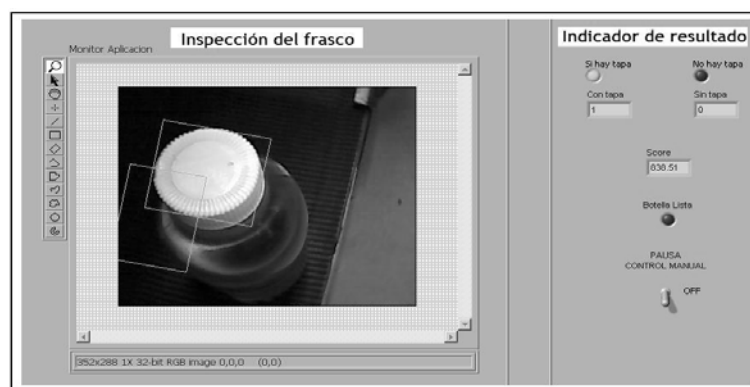 Inspección del frasco
Monitor Aplicacion
352x288 1X 32-bit RGB image 0,0,0 (0,0)
Indicador de resultado
Si hay tapa No hay tapa
Con tapa Sin tapa
1 0
Score
838.51
Botella Lista
PAUSA
CONTROL MANUAL
OFF